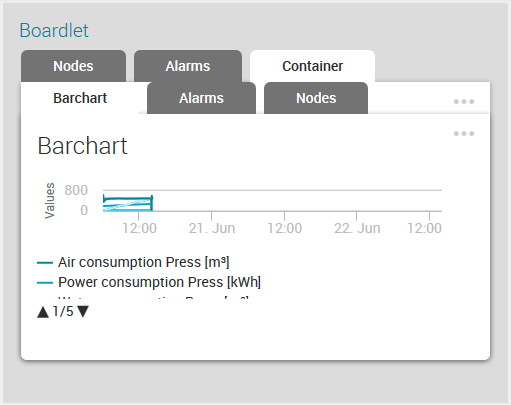 Boardlet
Nodes Alarms Container
Barchart Alarms Nodes
Barchart
Values
800
0
12:00 21. Jun 12:00 22. Jun 12:00
Air consumption Press [m³]
Power consumption Press [kWh]
1/5